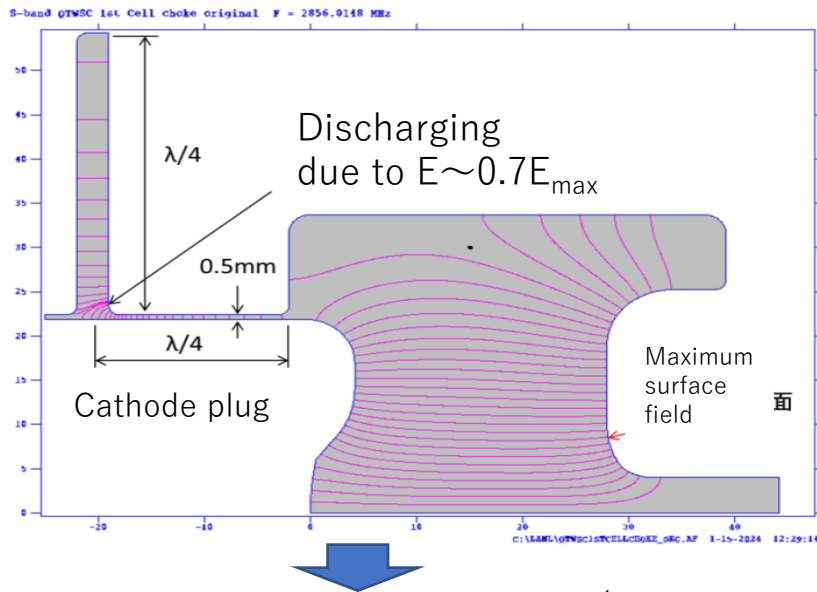 S-band QTWSC 1st Cell choke original F = 2856.0148 MHz
50
45
40
35
30
25
20
15
10
5
0
λ/4
Discharging
due to E～0.7Emax
0.5mm
λ/4
Cathode plug
Maximum
surface
field
面
-20
-10
0
10
20
30
40
C:\LANL\QTWSC1STCELLCHOKE_ORC.AF 1-15-2024 12:29:14